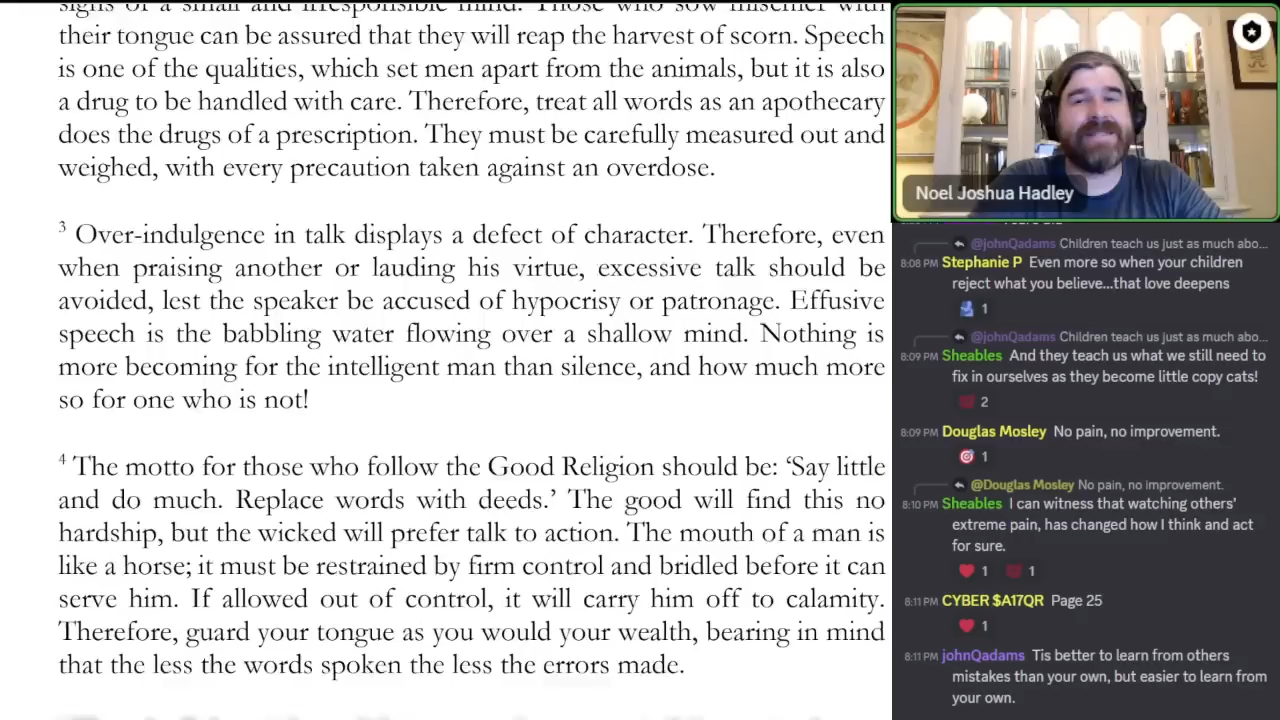 signs of a small and irresponsible mind. Those who sow mischief with
their tongue can be assured that they will reap the harvest of scorn. Speech
is one of the qualities, which set men apart from the animals, but it is also
a drug to be handled with care. Therefore, treat all words as an apothecary
does the drugs of a prescription. They must be carefully measured out and
weighed, with every precaution taken against an overdose.
3 Over-indulgence in talk displays a defect of character. Therefore, even
when praising another or lauding his virtue, excessive talk should be
avoided, lest the speaker be accused of hypocrisy or patronage. Effusive
speech is the babbling water flowing over a shallow mind. Nothing is
more becoming for the intelligent man than silence, and how much more
so for one who is not!
4 The motto for those who follow the Good Religion should be: ‘Say little
and do much. Replace words with deeds.’ The good will find this no
hardship, but the wicked will prefer talk to action. The mouth of a man is
like a horse; it must be restrained by firm control and bridled before it can
serve him. If allowed out of control, it will carry him off to calamity.
Therefore, guard your tongue as you would your wealth, bearing in mind
that the less the words spoken the less the errors made.
Noel Joshua Hadley
@johnQadams Children teach us just as much abo...
8:08 PM Stephanie P Even more so when your children
reject what you believe...that love deepens
1
@johnQadams Children teach us just as much abo...
8:09 PM Sheables And they teach us what we still need to
fix in ourselves as they become little copy cats!
2
8:09 PM Douglas Mosley No pain, no improvement.
1
@Douglas Mosley No pain, no improvement.
8:10 PM Sheables I can witness that watching others'
extreme pain, has changed how I think and act
for sure.
1 1
8:11 PM CYBER $A17QR Page 25
1
8:11 PM johnQadams Tis better to learn from others
mistakes than your own, but easier to learn from
your own.